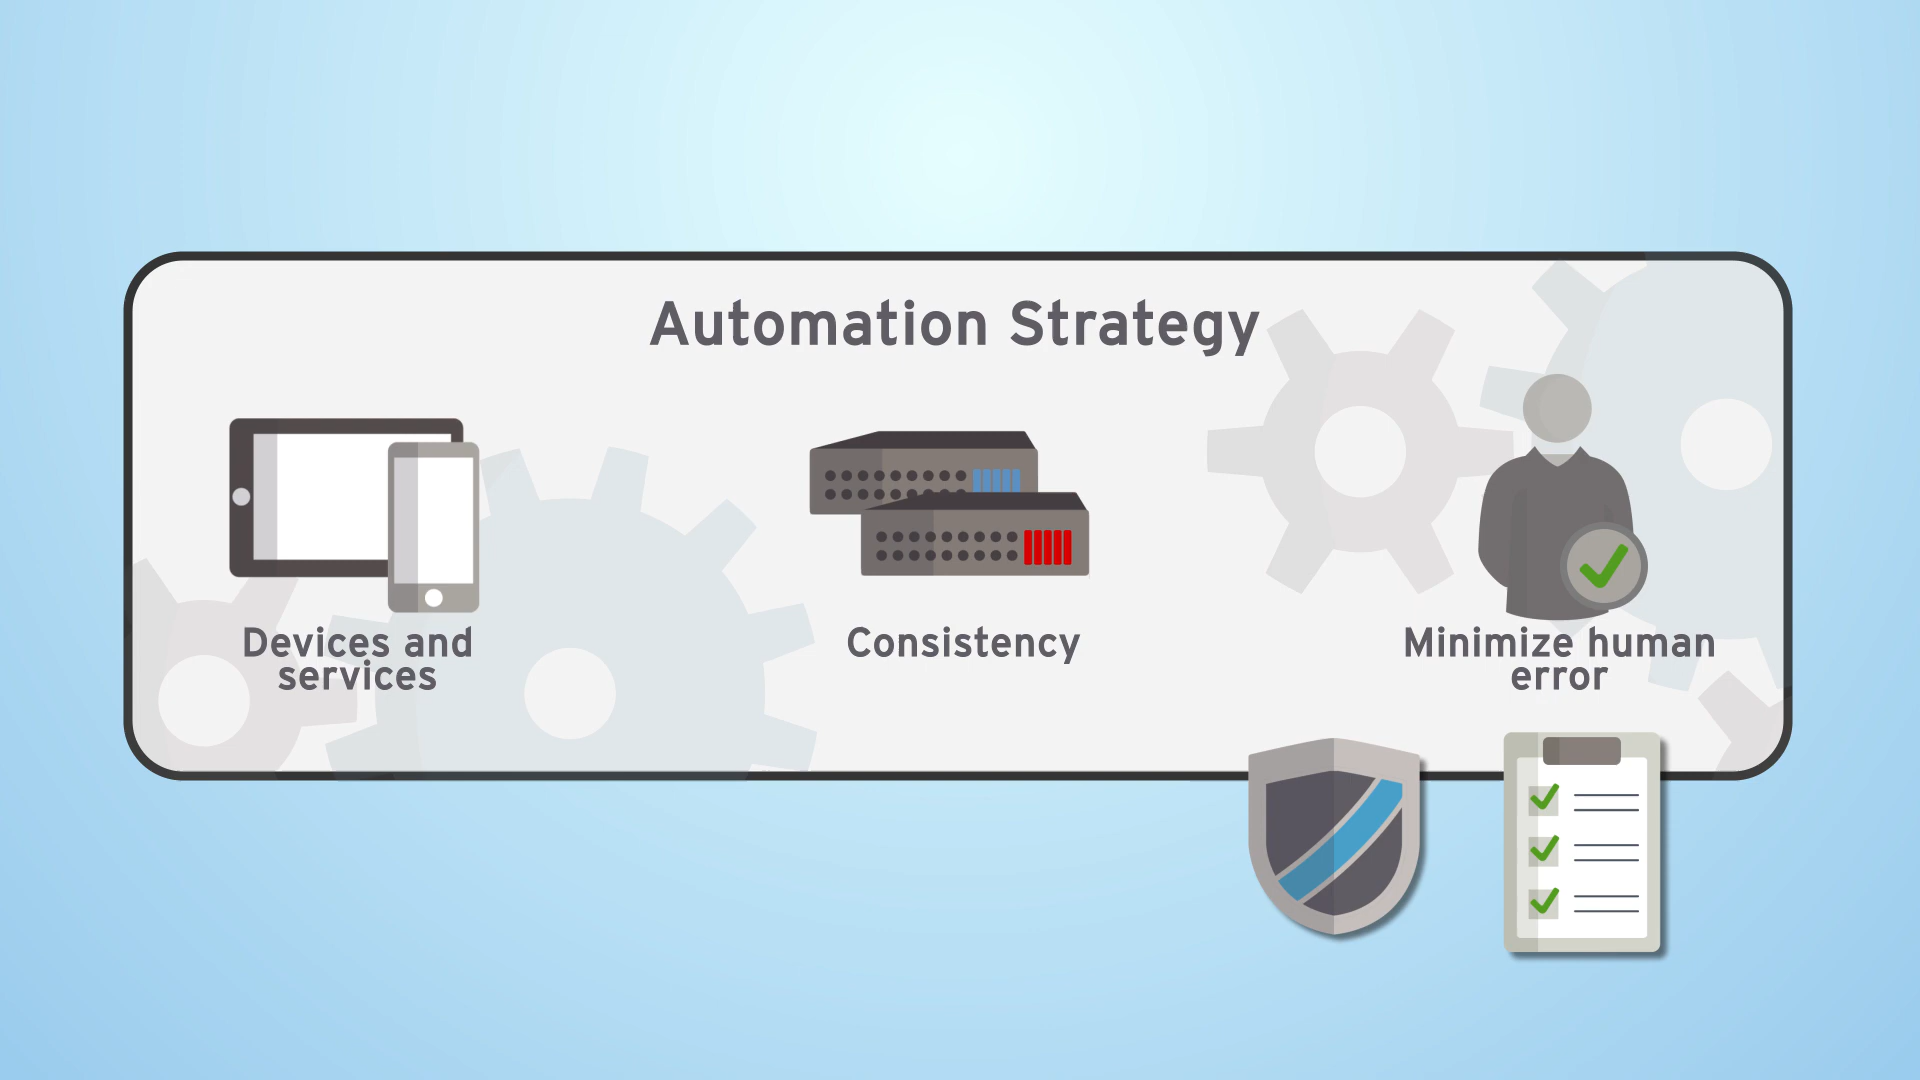 Automation Strategy
Devices and
services
Consistency
Minimize human
error